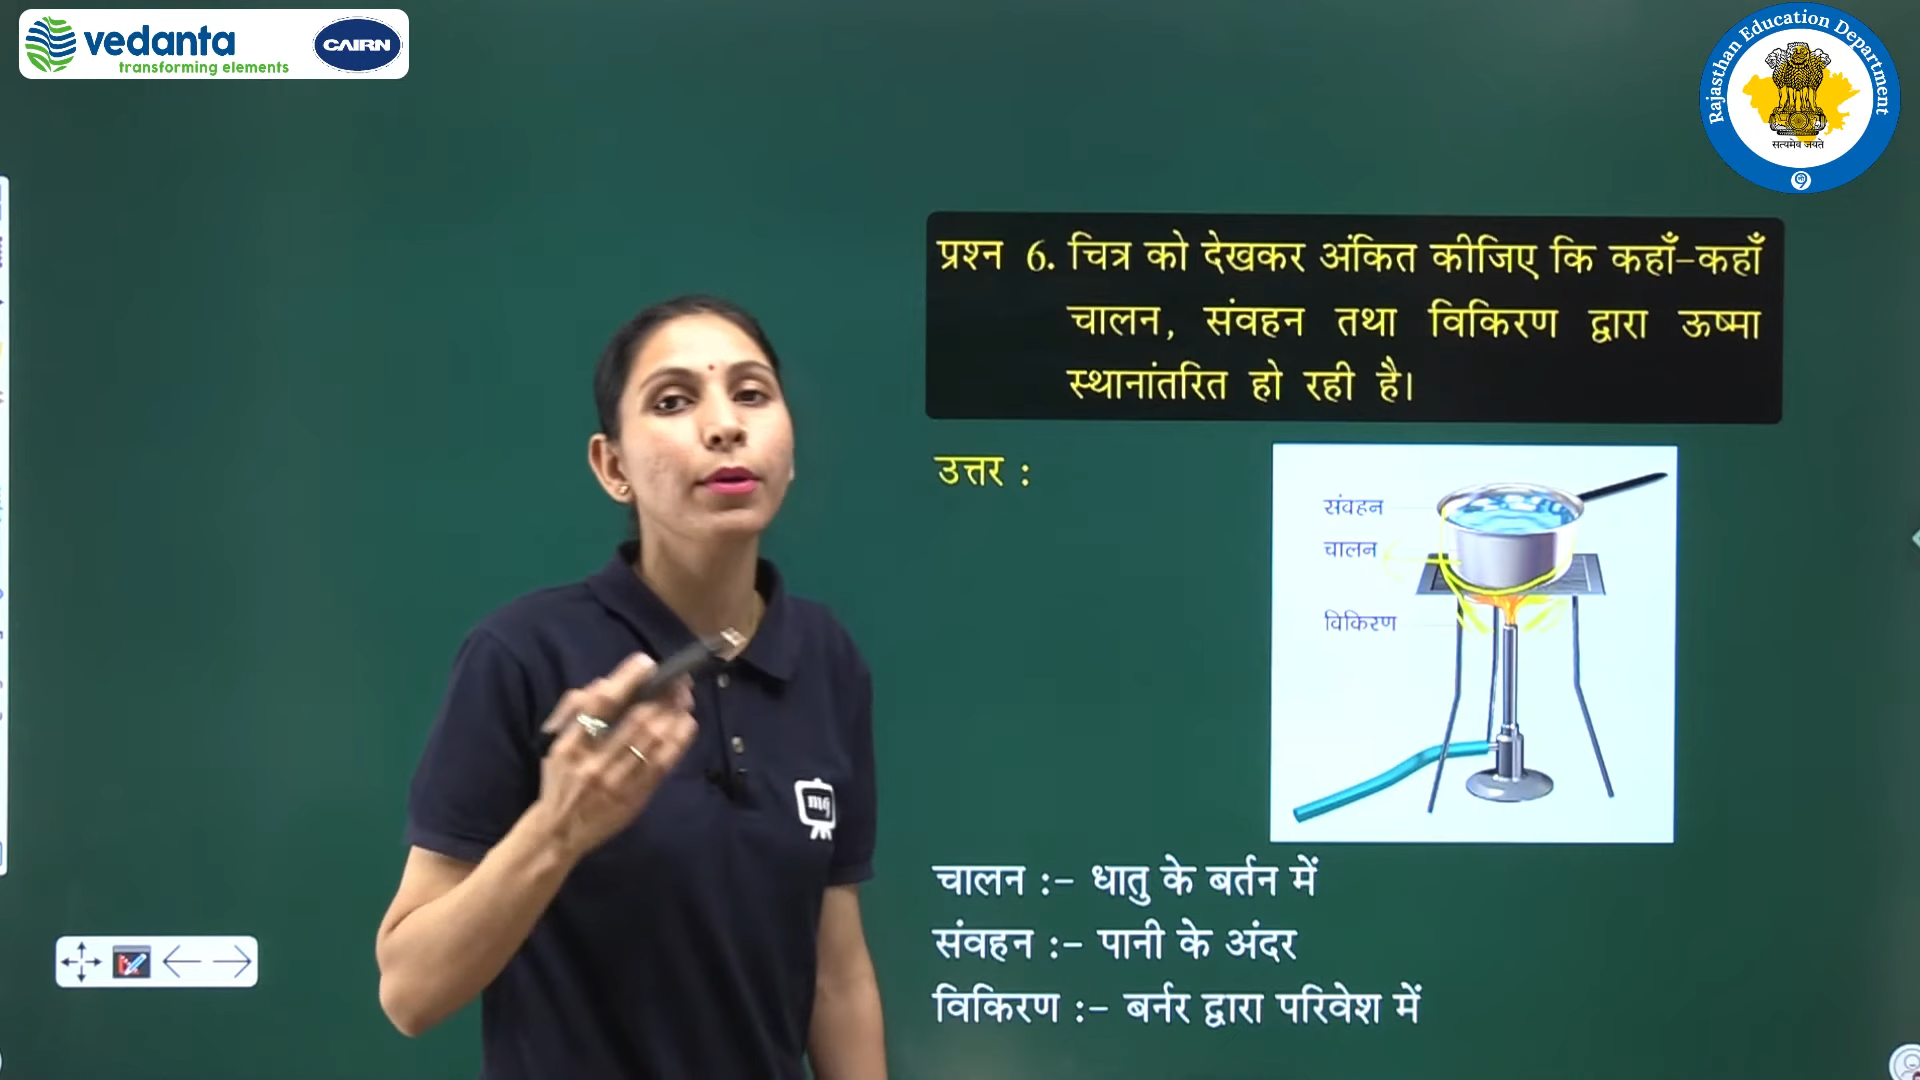 vedanta
transforming elements
CAIRN
Rajasthan Education Department
सत्यमेव जयते
प्रश्न 6. चित्र को देखकर अंकित कीजिए कि कहाँ-कहाँ
चालन, संवहन तथा विकिरण द्वारा ऊष्मा
स्थानांतरित हो रही है।
उत्तर :
संवहन
चालन
विकिरण
mg
चालन :- धातु के बर्तन में
संवहन :- पानी के अंदर
विकिरण :- बर्नर द्वारा परिवेश में